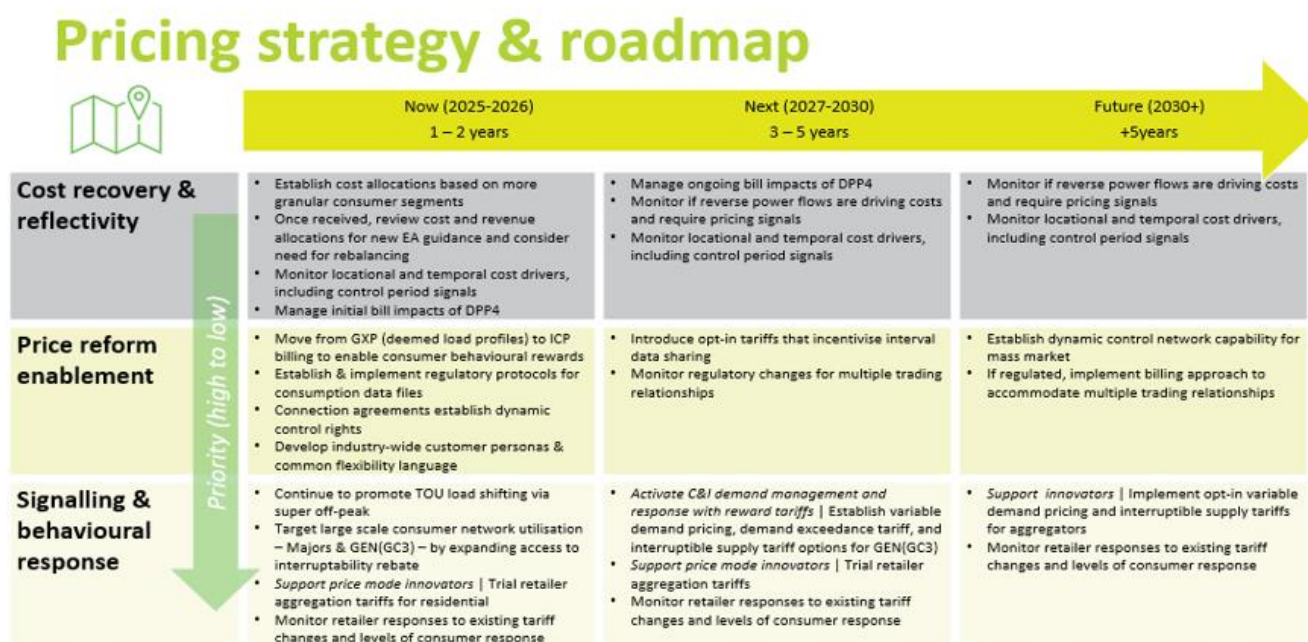 Pricing strategy & roadmap
Now (2025-2026)
1 – 2 years
Next (2027-2030)
3 – 5 years
Future (2030+)
+5years
Priority (high to low)
Cost recovery &
reflectivity
• Establish cost allocations based on more
granular consumer segments
• Once received, review cost and revenue
allocations for new EA guidance and consider
need for rebalancing
• Monitor locational and temporal cost drivers,
including control period signals
• Manage initial bill impacts of DPP4
• Manage ongoing bill impacts of DPP4
• Monitor if reverse power flows are driving costs
and require pricing signals
• Monitor locational and temporal cost drivers,
including control period signals
• Monitor if reverse power flows are driving costs
and require pricing signals
• Monitor locational and temporal cost drivers,
including control period signals
Price reform
enablement
• Move from GXP (deemed load profiles) to ICP
billing to enable consumer behavioural rewards
• Establish & implement regulatory protocols for
consumption data files
• Connection agreements establish dynamic
control rights
• Develop industry-wide customer personas &
common flexibility language
• Introduce opt-in tariffs that incentivise interval
data sharing
• Monitor regulatory changes for multiple trading
relationships
• Establish dynamic control network capability for
mass market
• If regulated, implement billing approach to
accommodate multiple trading relationships
Signalling &
behavioural
response
• Continue to promote TOU load shifting via
super off-peak
• Target large scale consumer network utilisation
– Majors & GEN(GC3) – by expanding access to
interruptability rebate
• Support price mode innovators | Trial retailer
aggregation tariffs for residential
• Monitor retailer responses to existing tariff
changes and levels of consumer response
• Activate C&I demand management and
response with reward tariffs | Establish variable
demand pricing, demand exceedance tariff, and
interruptible supply tariff options for GEN(GC3)
• Support price mode innovators | Trial retailer
aggregation tariffs
• Monitor retailer responses to existing tariff
changes and levels of consumer response
• Support innovators | Implement opt-in variable
demand pricing and interruptible supply tariffs
for aggregators
• Monitor retailer responses to existing tariff
changes and levels of consumer response